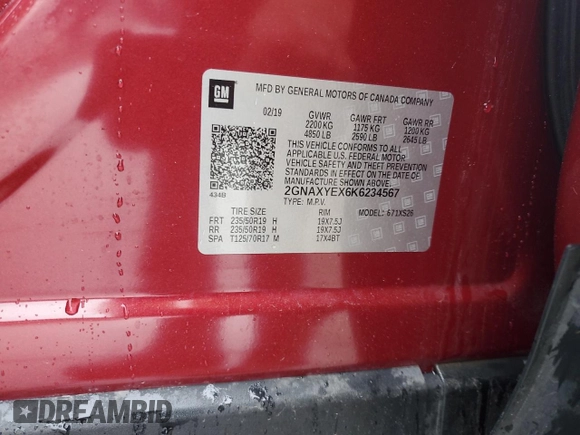 GM
MFD BY GENERAL MOTORS OF CANADA COMPANY
02/19 GVWR GAWR FRT GAWR RR
2200 KG 1175 KG 1200 KG
4850 LB 2590 LB 2645 LB
THIS VEHICLE CONFORMS TO ALL
APPLICABLE U.S. FEDERAL MOTOR
VEHICLE SAFETY AND THEFT PREVENTION
STANDARDS IN EFFECT ON THE DATE OF
MANUFACTURE SHOWN ABOVE.
434B
2GNAXYEX6K6234567
TYPE: M.P.V. MODEL: 671XS26
TIRE SIZE RIM
FRT 235/50R19 H 19X7.5J
RR 235/50R19 H 19X7.5J
SPA T125/70R17 M 17X4BT
DREAMBID